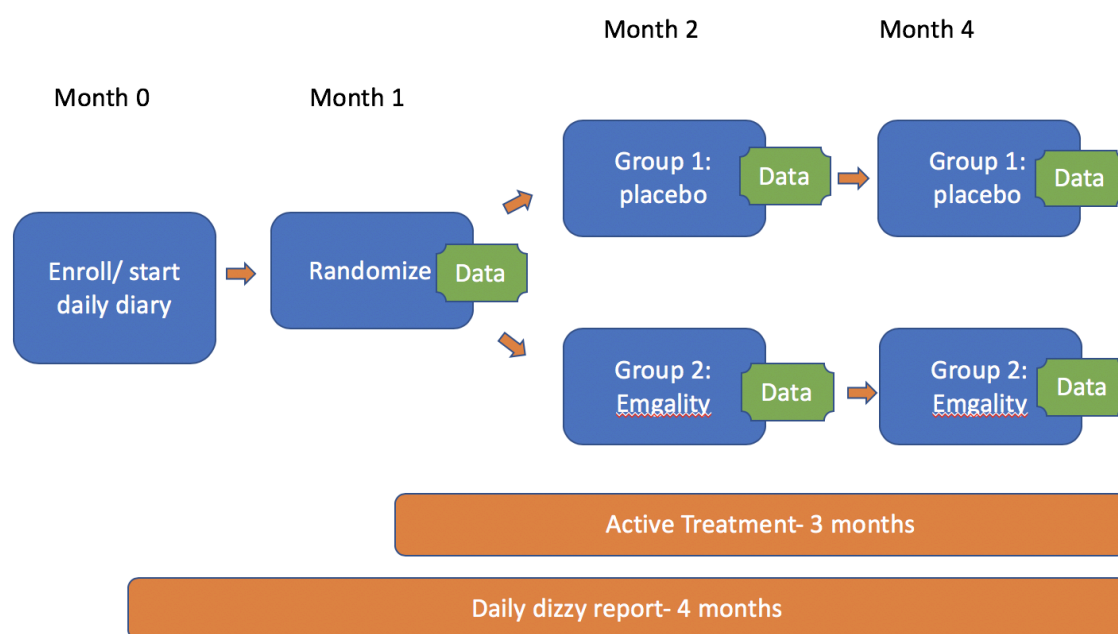 Month 2
Month 4
Month 0
Month 1
Enroll/ start
daily diary
Randomize
Data
Group 1:
placebo
Data
Group 1:
placebo
Data
Group 2:
Emgality
Data
Group 2:
Emgality
Data
Active Treatment- 3 months
Daily dizzy report- 4 months